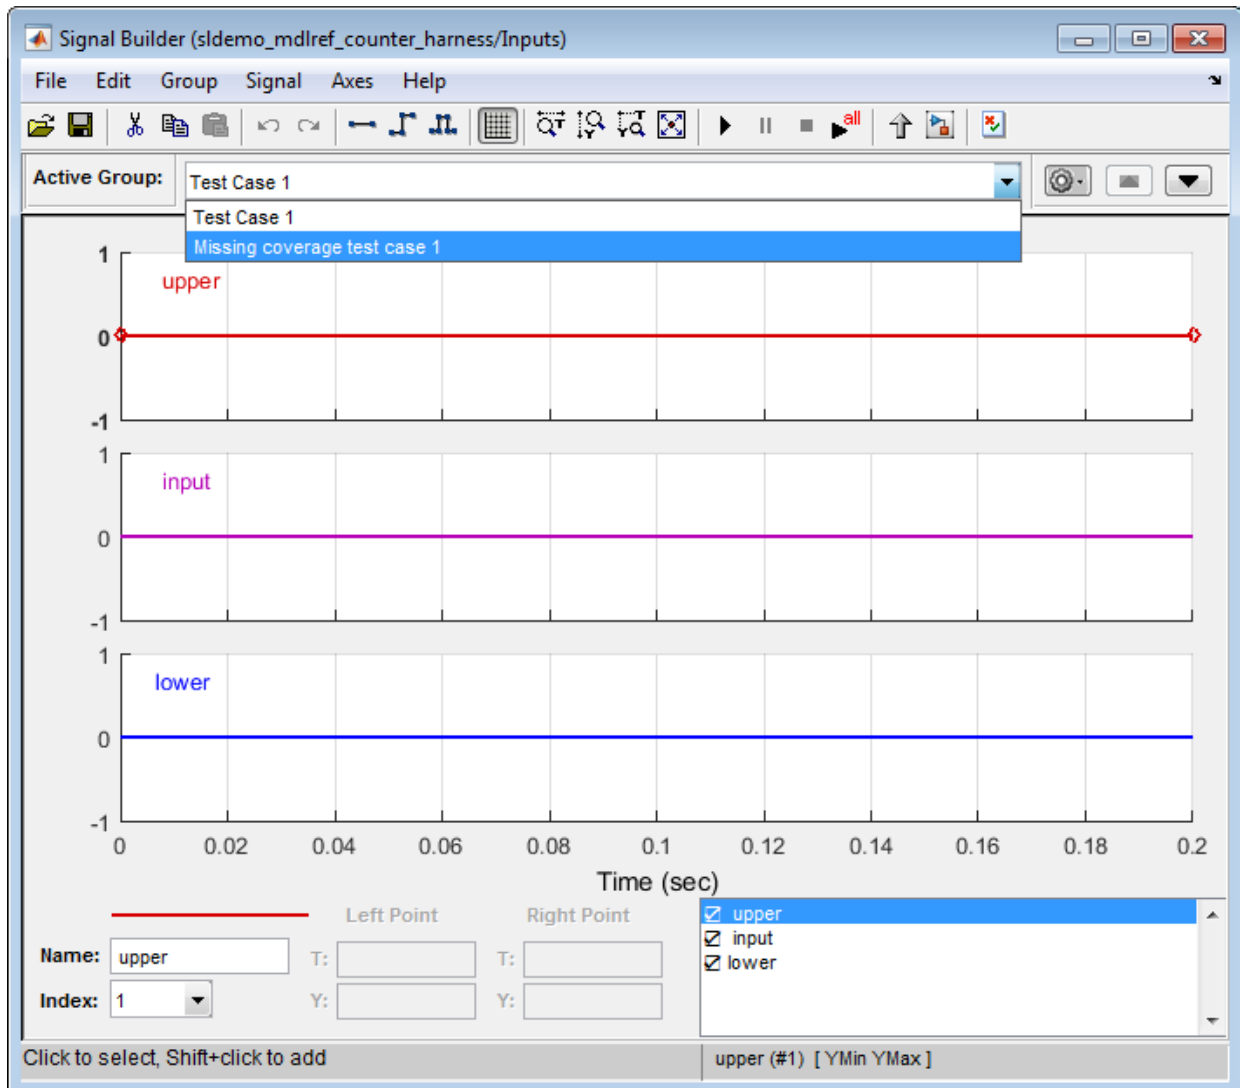 Signal Builder (sldemo_mdlref_counter_harness/Inputs)
File Edit Group Signal Axes Help
all
Active Group: Test Case 1
Test Case 1
Missing coverage test case 1
1
upper
0
-1
1
input
0
-1
1
lower
0
-1
0 0.02 0.04 0.06 0.08 0.1 0.12 0.14 0.16 0.18 0.2
Time (sec)
Left Point Right Point
upper
input
lower
Name: upper T: T:
Index: 1 Y: Y:
Click to select, Shift+click to add
upper (#1) [ YMin YMax ]